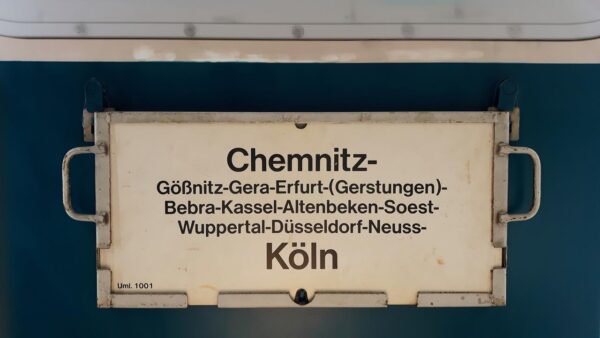 Chemnitz-
Gößnitz-Gera-Erfurt-(Gerstungen)-
Bebra-Kassel-Altenbeken-Soest-
Wuppertal-Düsseldorf-Neuss-
Köln
Uml. 1001